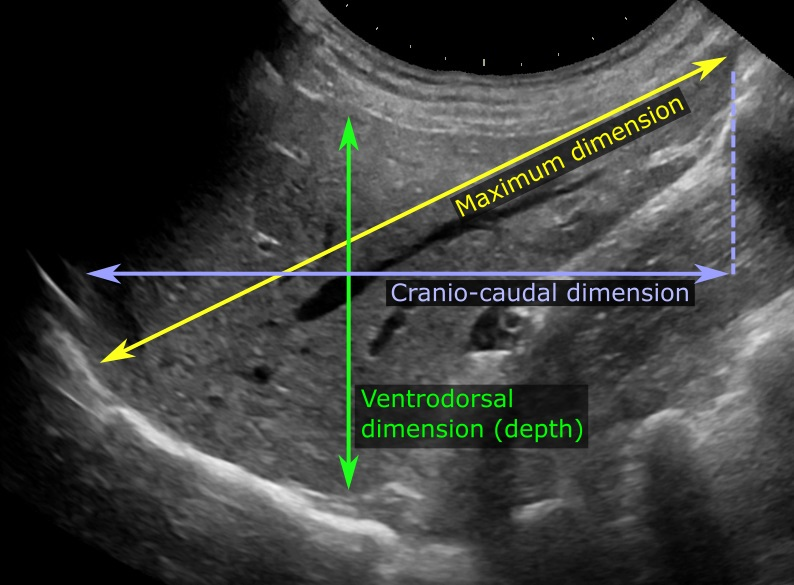 Maximum dimension
Cranio-caudal dimension
Ventrodorsal
dimension (depth)